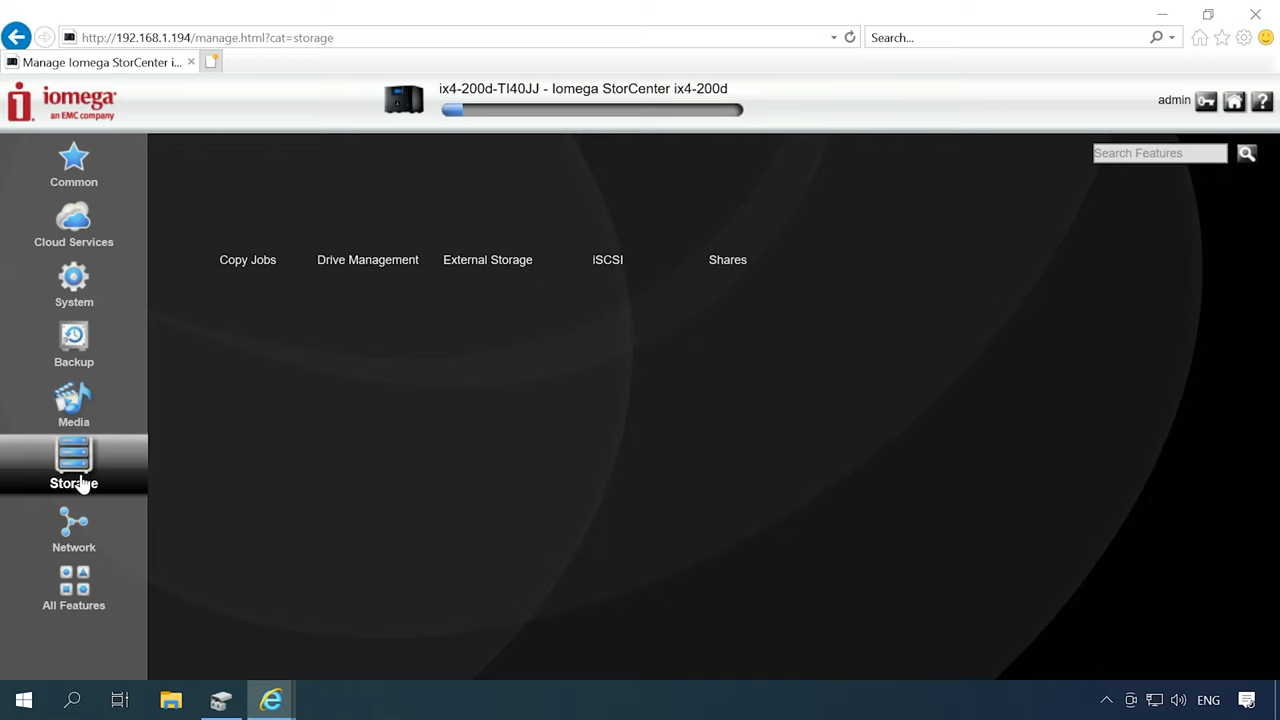 http://192.168.1.194/manage.html?cat=storage
Search...
Manage Iomega StorCenter i...
iomega
an EMC company
ix4-200d-TI40JJ - Iomega StorCenter ix4-200d
admin
Search Features
Common
Cloud Services
System
Backup
Media
Storage
Network
All Features
Copy Jobs
Drive Management
External Storage
iSCSI
Shares
ENG